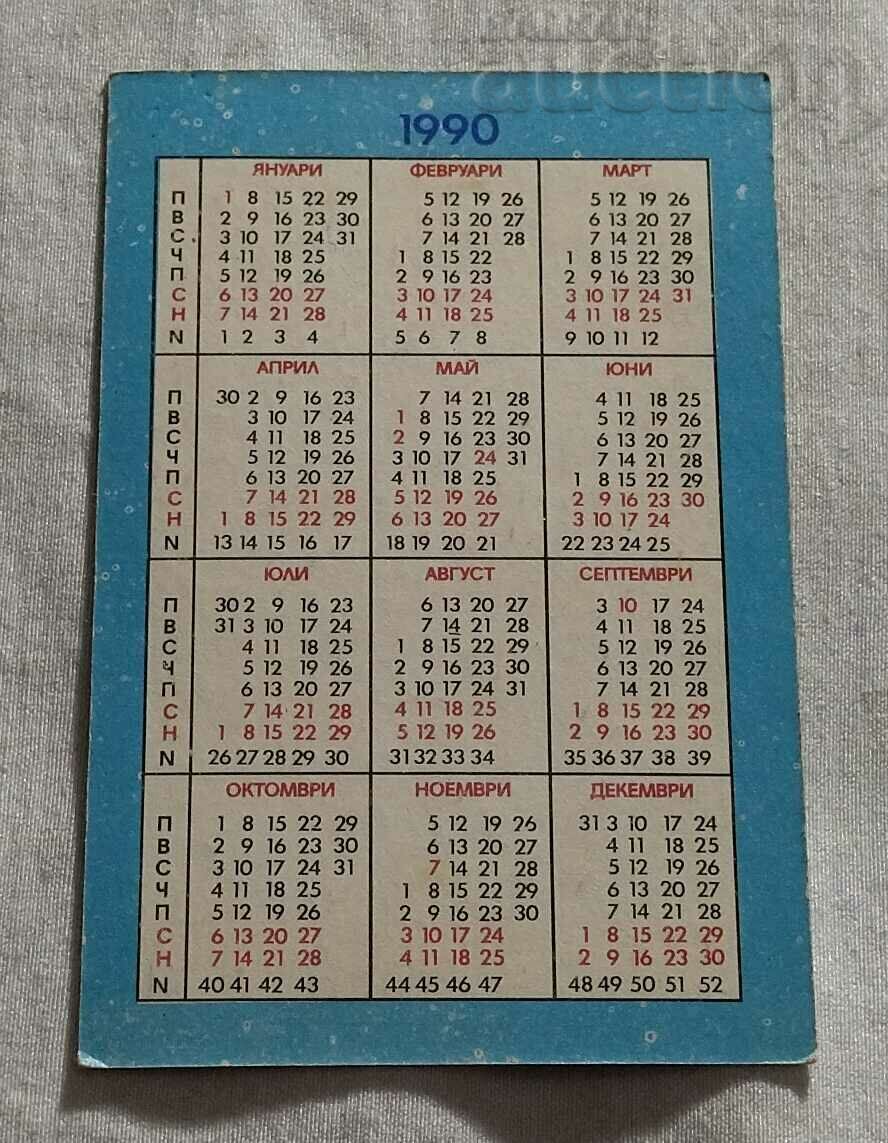 auction
1990
ЯНУАРИ ФЕВРУАРИ МАРТ
П 1 8 15 22 29 5 12 19 26 5 12 19 26
В 2 9 16 23 30 6 13 20 27 6 13 20 27
С 3 10 17 24 31 7 14 21 28 7 14 21 28
Ч 4 11 18 25 1 8 15 22 1 8 15 22 29
П 5 12 19 26 2 9 16 23 2 9 16 23 30
С 6 13 20 27 3 10 17 24 3 10 17 24 31
Н 7 14 21 28 4 11 18 25 4 11 18 25
N 1 2 3 4 5 6 7 8 9 10 11 12
АПРИЛ МАЙ ЮНИ
П 30 2 9 16 23 7 14 21 28 4 11 18 25
В 3 10 17 24 1 8 15 22 29 5 12 19 26
С 4 11 18 25 2 9 16 23 30 6 13 20 27
Ч 5 12 19 26 3 10 17 24 31 7 14 21 28
П 6 13 20 27 4 11 18 25 1 8 15 22 29
С 7 14 21 28 5 12 19 26 2 9 16 23 30
Н 1 8 15 22 29 6 13 20 27 3 10 17 24
N 13 14 15 16 17 18 19 20 21 22 23 24 25
ЮЛИ АВГУСТ СЕПТЕМВРИ
П 30 2 9 16 23 6 13 20 27 3 10 17 24
В 31 3 10 17 24 7 14 21 28 4 11 18 25
С 4 11 18 25 1 8 15 22 29 5 12 19 26
Ч 5 12 19 26 2 9 16 23 30 6 13 20 27
П 6 13 20 27 3 10 17 24 31 7 14 21 28
С 7 14 21 28 4 11 18 25 1 8 15 22 29
Н 1 8 15 22 29 5 12 19 26 2 9 16 23 30
N 26 27 28 29 30 31 32 33 34 35 36 37 38 39
ОКТОМВРИ НОЕМВРИ ДЕКЕМВРИ
П 1 8 15 22 29 5 12 19 26 31 3 10 17 24
В 2 9 16 23 30 6 13 20 27 4 11 18 25
С 3 10 17 24 31 7 14 21 28 5 12 19 26
Ч 4 11 18 25 1 8 15 22 29 6 13 20 27
П 5 12 19 26 2 9 16 23 30 7 14 21 28
С 6 13 20 27 3 10 17 24 1 8 15 22 29
Н 7 14 21 28 4 11 18 25 2 9 16 23 30
N 40 41 42 43 44 45 46 47 48 49 50 51 52